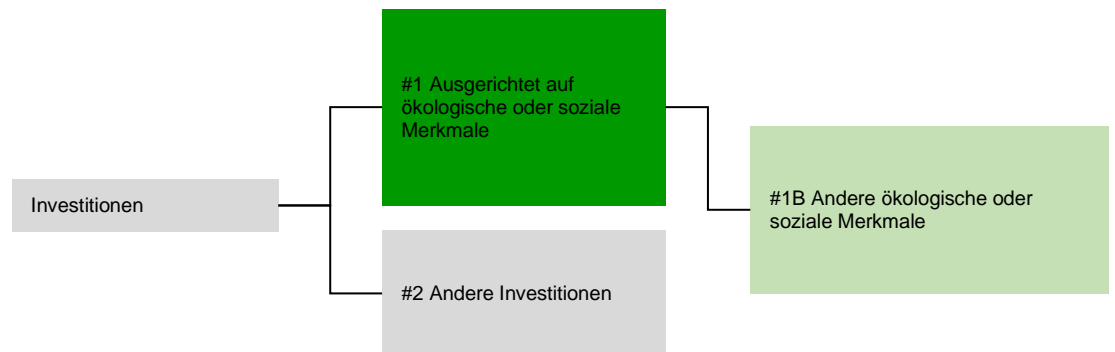 #1 Ausgerichtet auf
ökologische oder soziale
Merkmale
Investitionen
#1B Andere ökologische oder
soziale Merkmale
#2 Andere Investitionen